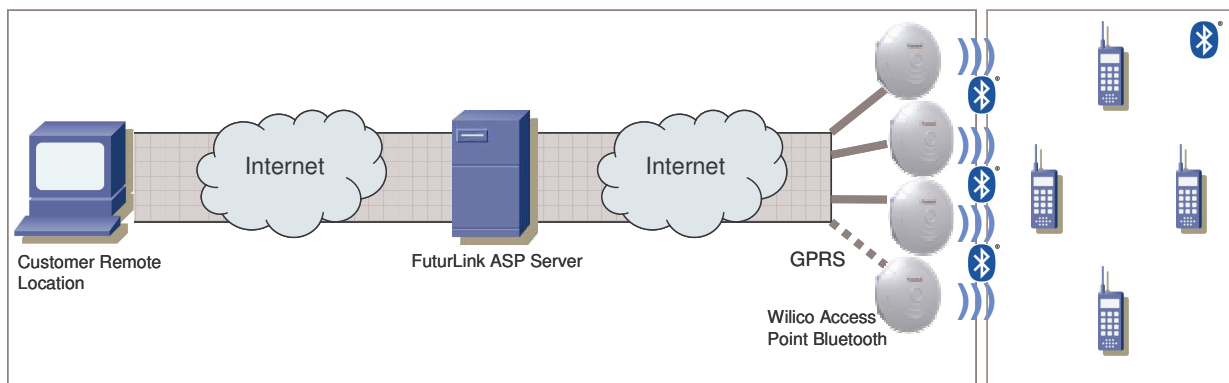 Internet
Internet
Customer Remote
Location
FuturLink ASP Server
GPRS
Wilico Access
Point Bluetooth